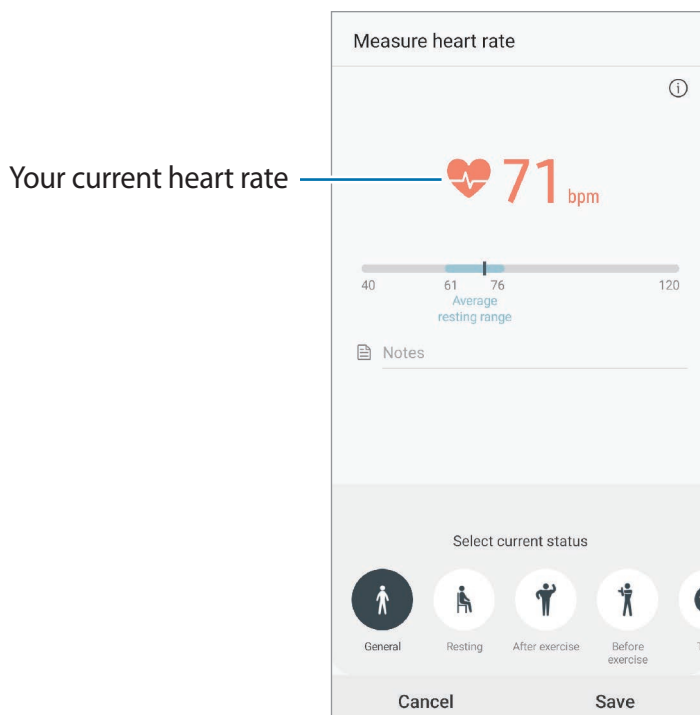 Measure heart rate
Your current heart rate
71 bpm
40 61 76 120
Average
resting range
Notes
Select current status
General Resting After exercise Before
exercise
Cancel Save